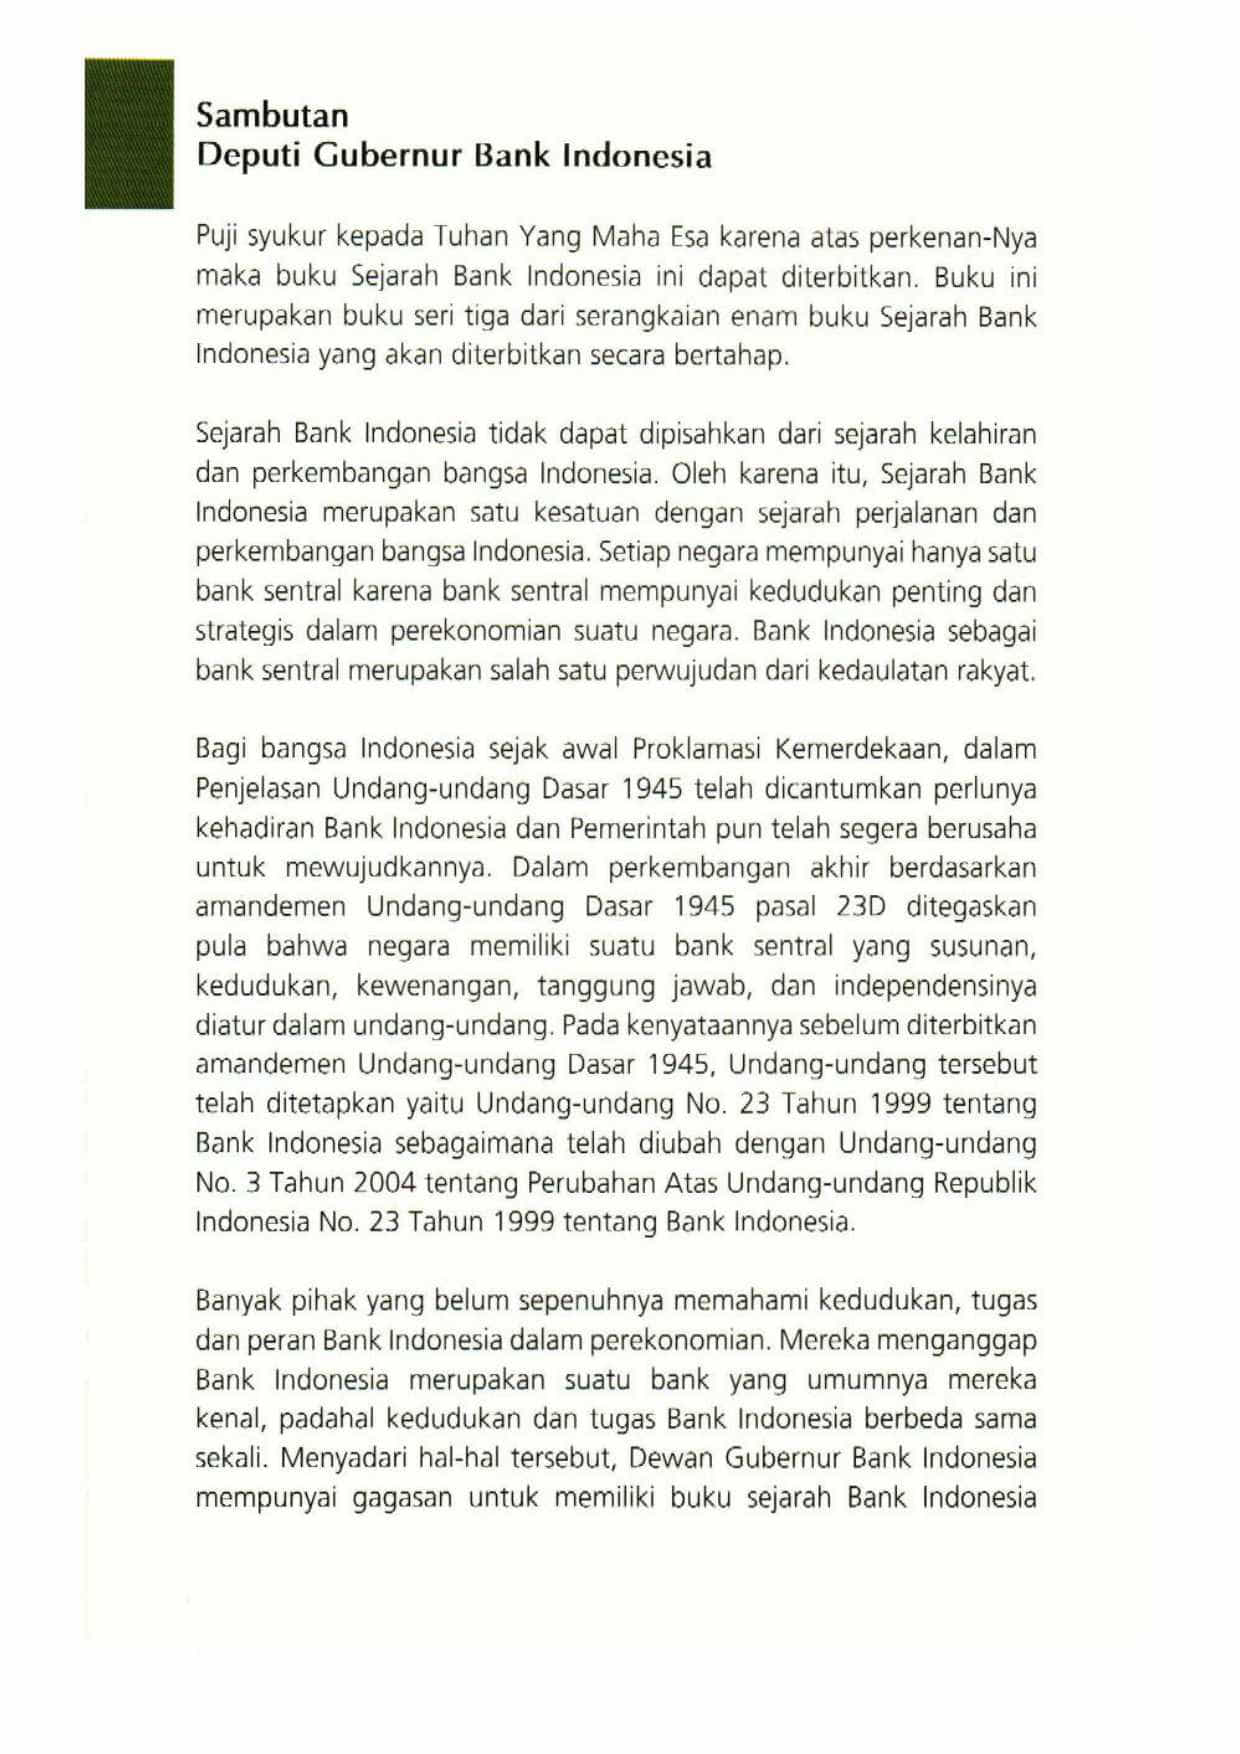 Sambutan
Deputi Gubernur Bank Indonesia
Puji syukur kepada Tuhan Yang Maha Esa karena atas perkenan-Nya
maka buku Sejarah Bank Indonesia ini dapat diterbitkan. Buku ini
merupakan buku seri tiga dari serangkaian enam buku Sejarah Bank
Indonesia yang akan diterbitkan secara bertahap.
Sejarah Bank Indonesia tidak dapat dipisahkan dari sejarah kelahiran
dan perkembangan bangsa Indonesia. Oleh karena itu, Sejarah Bank
Indonesia merupakan satu kesatuan dengan sejarah perjalanan dan
perkembangan bangsa Indonesia. Setiap negara mempunyai hanya satu
bank sentral karena bank sentral mempunyai kedudukan penting dan
strategis dalam perekonomian suatu negara. Bank Indonesia sebagai
bank sentral merupakan salah satu perwujudan dari kedaulatan rakyat.
Bagi bangsa Indonesia sejak awal Proklamasi Kemerdekaan, dalam
Penjelasan Undang-undang Dasar 1945 telah dicantumkan perlunya
kehadiran Bank Indonesia dan Pemerintah pun telah segera berusaha
untuk mewujudkannya. Dalam perkembangan akhir berdasarkan
amandemen Undang-undang Dasar 1945 pasal 23D ditegaskan
pula bahwa negara memiliki suatu bank sentral yang susunan,
kedudukan, kewenangan, tanggung jawab, dan independensinya
diatur dalam undang-undang. Pada kenyataannya sebelum diterbitkan
amandemen Undang-undang Dasar 1945, Undang-undang tersebut
telah ditetapkan yaitu Undang-undang No. 23 Tahun 1999 tentang
Bank Indonesia sebagaimana telah diubah dengan Undang-undang
No. 3 Tahun 2004 tentang Perubahan Atas Undang-undang Republik
Indonesia No. 23 Tahun 1999 tentang Bank Indonesia.
Banyak pihak yang belum sepenuhnya memahami kedudukan, tugas
dan peran Bank Indonesia dalam perekonomian. Mereka menganggap
Bank Indonesia merupakan suatu bank yang umumnya mereka
kenal, padahal kedudukan dan tugas Bank Indonesia berbeda sama
sekali. Menyadari hal-hal tersebut, Dewan Gubernur Bank Indonesia
mempunyai gagasan untuk memiliki buku sejarah Bank Indonesia